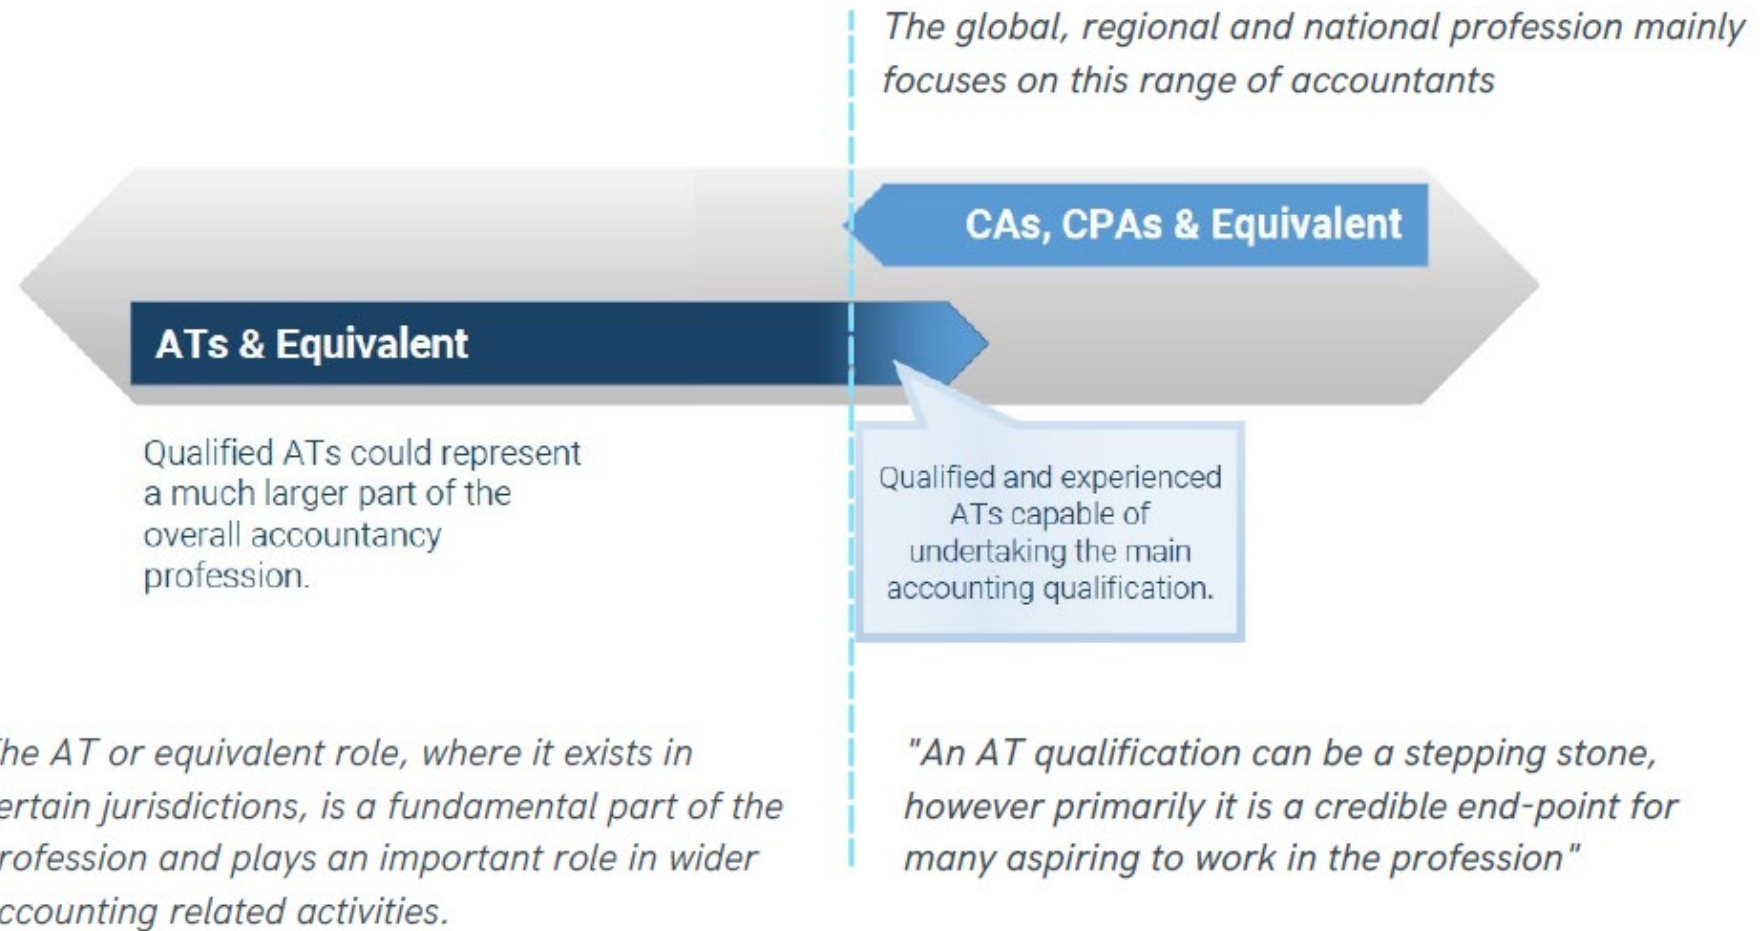 The global, regional and national profession mainly
focuses on this range of accountants
CAs, CPAs & Equivalent
ATs & Equivalent
Qualified ATs could represent
a much larger part of the
overall accountancy
profession.
Qualified and experienced
ATs capable of
undertaking the main
accounting qualification.
he AT or equivalent role, where it exists in
ertain jurisdictions, is a fundamental part of the
rofession and plays an important role in wider
ccounting related activities.
"An AT qualification can be a stepping stone,
however primarily it is a credible end-point for
many aspiring to work in the profession"